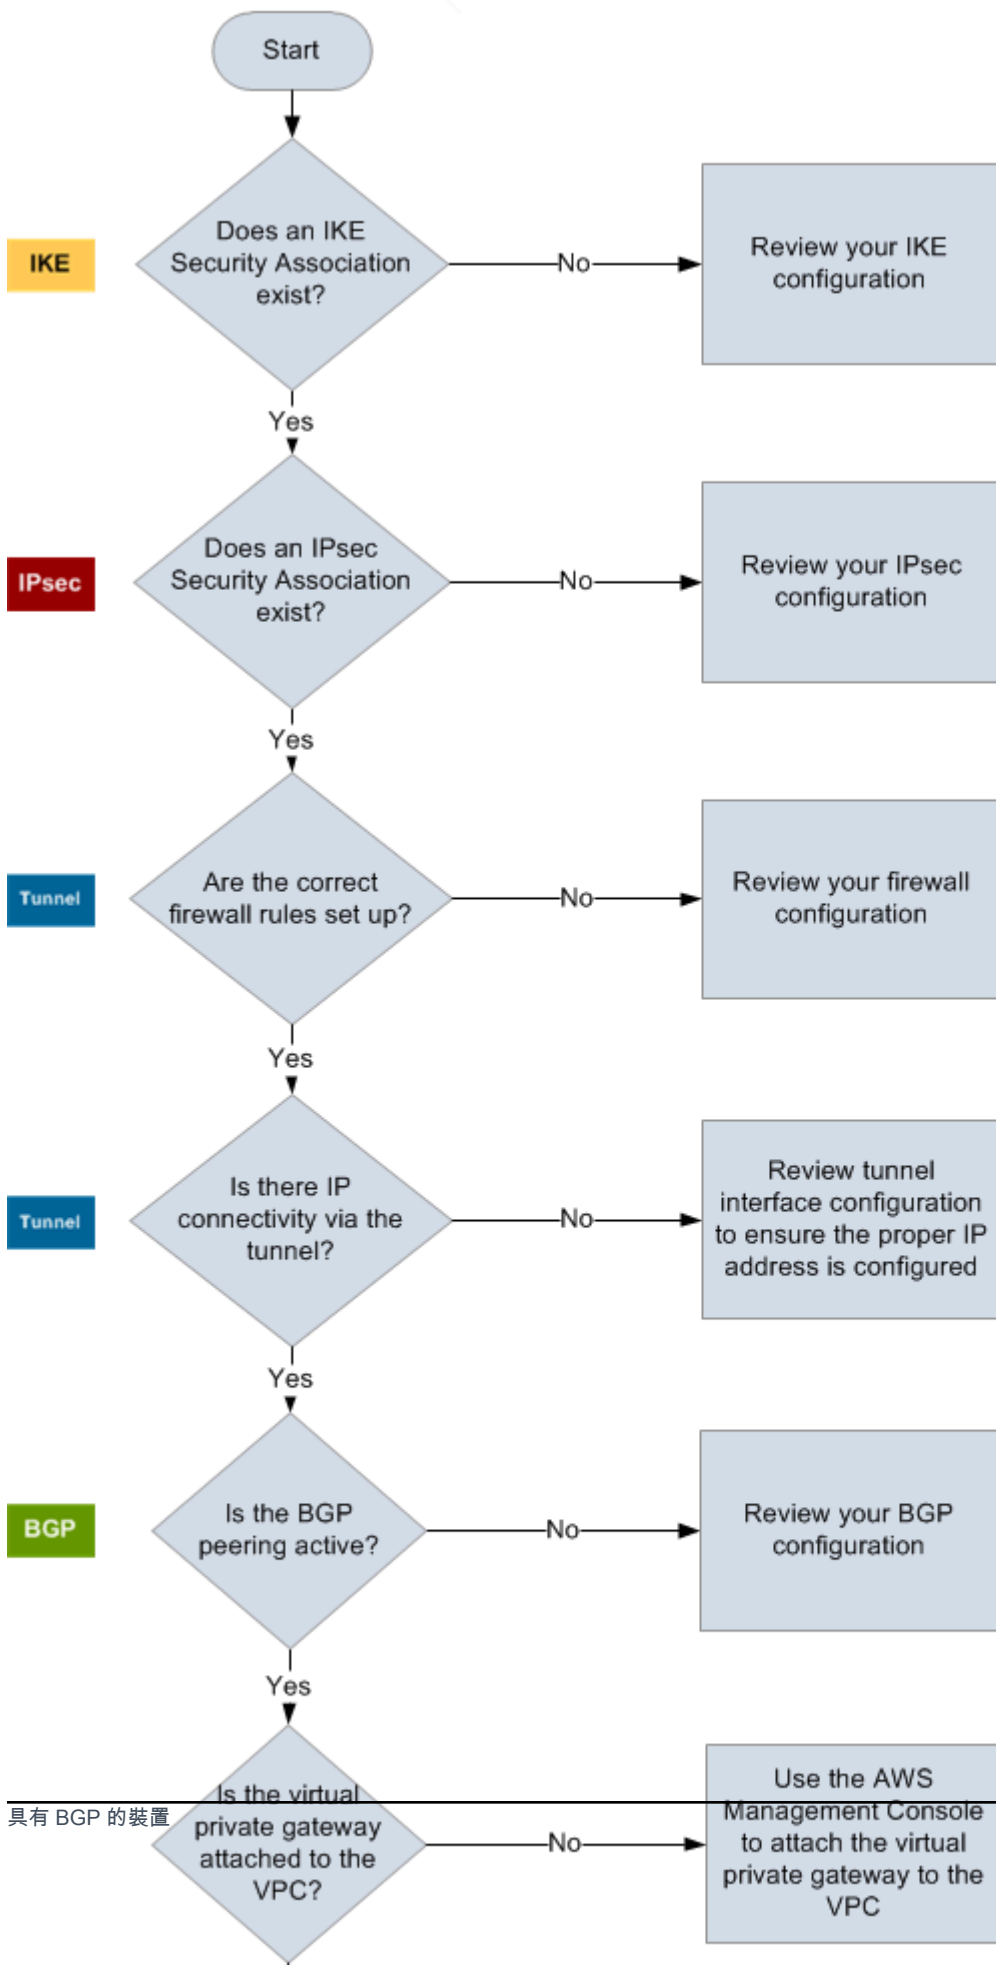 Start
IKE
Does an IKE
Security Association
exist?
No
Review your IKE
configuration
Yes
IPsec
Does an IPsec
Security Association
exist?
No
Review your IPsec
configuration
Yes
Tunnel
Are the correct
firewall rules set up?
No
Review your firewall
configuration
Yes
Tunnel
Is there IP
connectivity via the
tunnel?
No
Review tunnel
interface configuration
to ensure the proper IP
address is configured
Yes
BGP
Is the BGP
peering active?
No
Review your BGP
configuration
Yes
Is the virtual
private gateway
attached to the
VPC?
No
Use the AWS
Management Console
to attach the virtual
private gateway to the
VPC
具有 BGP 的裝置